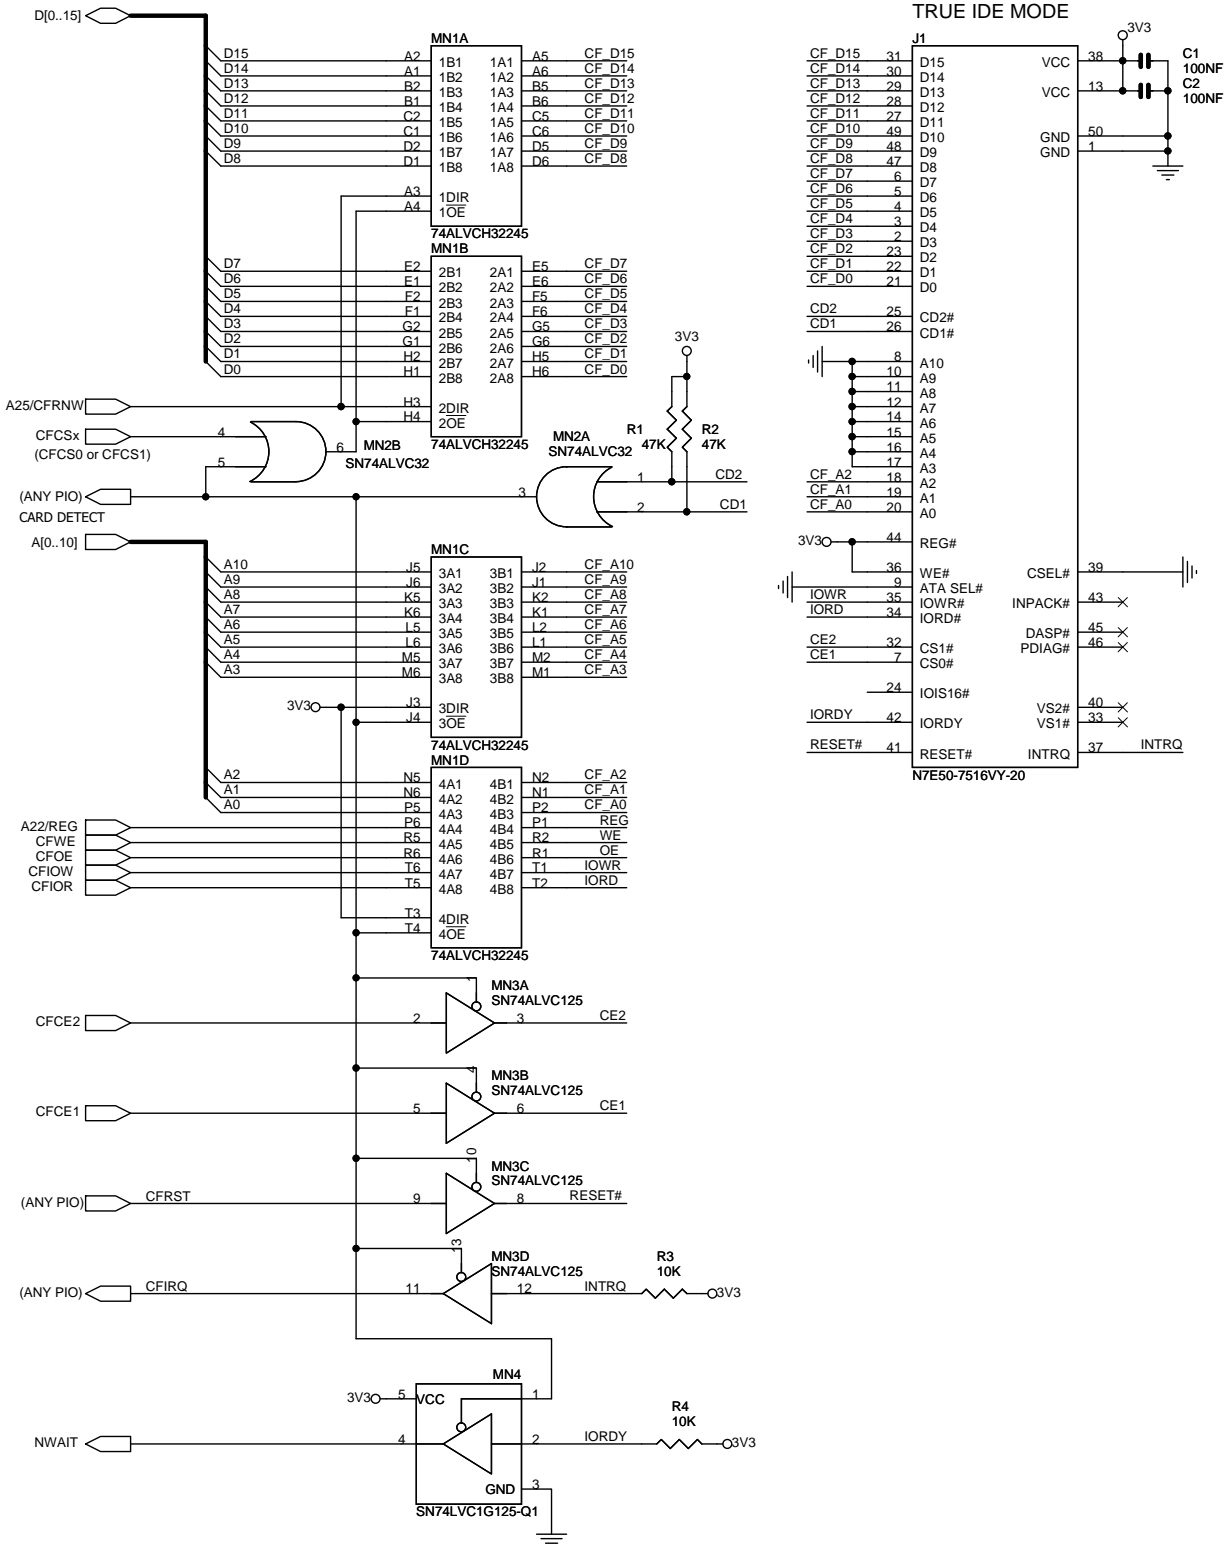 TRUE IDE MODE
D[0..15]
MN1A
D15 A2 1B1 1A1 A5 CF_D15
D14 A1 1B2 1A2 A6 CF_D14
D13 B2 1B3 1A3 B5 CF_D13
D12 B1 1B4 1A4 B6 CF_D12
D11 C2 1B5 1A5 C5 CF_D11
D10 C1 1B6 1A6 C6 CF_D10
D9 D2 1B7 1A7 D5 CF_D9
D8 D1 1B8 1A8 D6 CF_D8
A3 1DIR
A4 1OE
74ALVCH32245
MN1B
D7 E2 2B1 2A1 E5 CF_D7
D6 E1 2B2 2A2 E6 CF_D6
D5 F2 2B3 2A3 F5 CF_D5
D4 F1 2B4 2A4 F6 CF_D4
D3 G2 2B5 2A5 G5 CF_D3
D2 G1 2B6 2A6 G6 CF_D2
D1 H2 2B7 2A7 H5 CF_D1
D0 H1 2B8 2A8 H6 CF_D0
A25/CFRNW
H3 2DIR
H4 2OE
74ALVCH32245
CFCSx
(CFCS0 or CFCS1)
4
5
6
MN2B
SN74ALVC32
MN2A
SN74ALVC32
3V3
R1
47K
R2
47K
1 CD2
2 CD1
3
(ANY PIO)
CARD DETECT
A[0..10]
MN1C
A10 J5 3A1 3B1 J2 CF_A10
A9 J6 3A2 3B2 J1 CF_A9
A8 K5 3A3 3B3 K2 CF_A8
A7 K6 3A4 3B4 K1 CF_A7
A6 L5 3A5 3B5 L2 CF_A6
A5 L6 3A6 3B6 L1 CF_A5
A4 M5 3A7 3B7 M2 CF_A4
A3 M6 3A8 3B8 M1 CF_A3
3V3 J3 3DIR
J4 3OE
74ALVCH32245
MN1D
A2 N5 4A1 4B1 N2 CF_A2
A1 N6 4A2 4B2 N1 CF_A1
A0 P5 4A3 4B3 P2 CF_A0
A22/REG P6 4A4 4B4 P1 REG
CFWE R5 4A5 4B5 R2 WE
CFOE R6 4A6 4B6 R1 OE
CFIOW T6 4A7 4B7 T1 IOWR
CFIOR T5 4A8 4B8 T2 IORD
T3 4DIR
T4 4OE
74ALVCH32245
1
MN3A
SN74ALVC125
CFCE2 2 3 CE2
4
MN3B
SN74ALVC125
CFCE1 5 6 CE1
10
MN3C
SN74ALVC125
(ANY PIO) CFRST 9 8 RESET#
13
MN3D
SN74ALVC125
R3
10K
(ANY PIO) CFIRQ 11 12 INTRQ 3V3
MN4
3V3 5 VCC 1
R4
10K
NWAIT 4 2 IORDY 3V3
GND 3
SN74LVC1G125-Q1
J1
3V3
CF_D15 31 D15 VCC 38
C1
100NF
CF_D14 30 D14
CF_D13 29 D13 VCC 13
C2
100NF
CF_D12 28 D12
CF_D11 27 D11
CF_D10 49 D10 GND 50
CF_D9 48 D9 GND 1
CF_D8 47 D8
CF_D7 6 D7
CF_D6 5 D6
CF_D5 4 D5
CF_D4 3 D4
CF_D3 2 D3
CF_D2 23 D2
CF_D1 22 D1
CF_D0 21 D0
CD2 25 CD2#
CD1 26 CD1#
8 A10
10 A9
11 A8
12 A7
14 A6
15 A5
16 A4
17 A3
CF_A2 18 A2
CF_A1 19 A1
CF_A0 20 A0
3V3 44 REG#
36 WE# CSEL# 39
9 ATA SEL#
IOWR 35 IOWR# INPACK# 43
IORD 34 IORD#
DASP# 45
CE2 32 CS1# PDIAG# 46
CE1 7 CS0#
24 IOIS16#
VS2# 40
IORDY 42 IORDY VS1# 33
RESET# 41 RESET# INTRQ 37 INTRQ
N7E50-7516VY-20